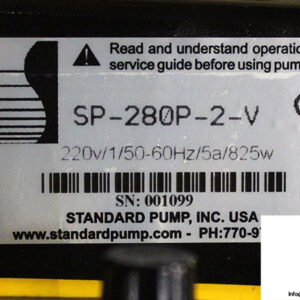 Read and understand operatio
service guide before using pum
SP-280P-2-V
220v/1/50-60Hz/5a/825w
SN: 001099
STANDARD PUMP, INC. USA
www.standardpump.com - PH:770-9
Info@